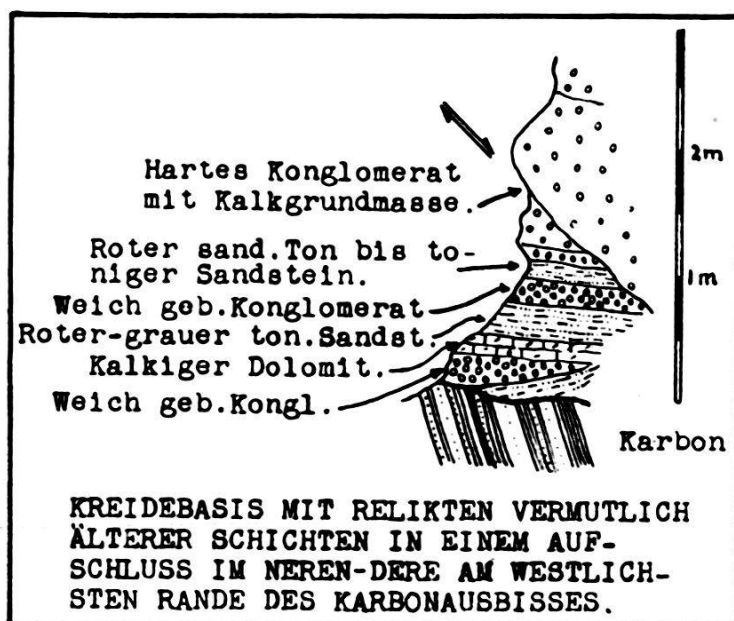 2m
Hartes Konglomerat
mit Kalkgrundmasse.
Roter sand.Ton bis to-
niger Sandstein.
1m
Weich geb.Konglomerat
Roter-grauer ton.Sandst.
Kalkiger Dolomit.
Weich geb.Kongl.
Karbon
KREIDEBASIS MIT RELIKTEN VERMUTLICH
ÄLTERER SCHICHTEN IN EINEM AUF-
SCHLUSS IM NEREN-DERE AM WESTLICH-
STEN RANDE DES KARBONAUSBISSES.